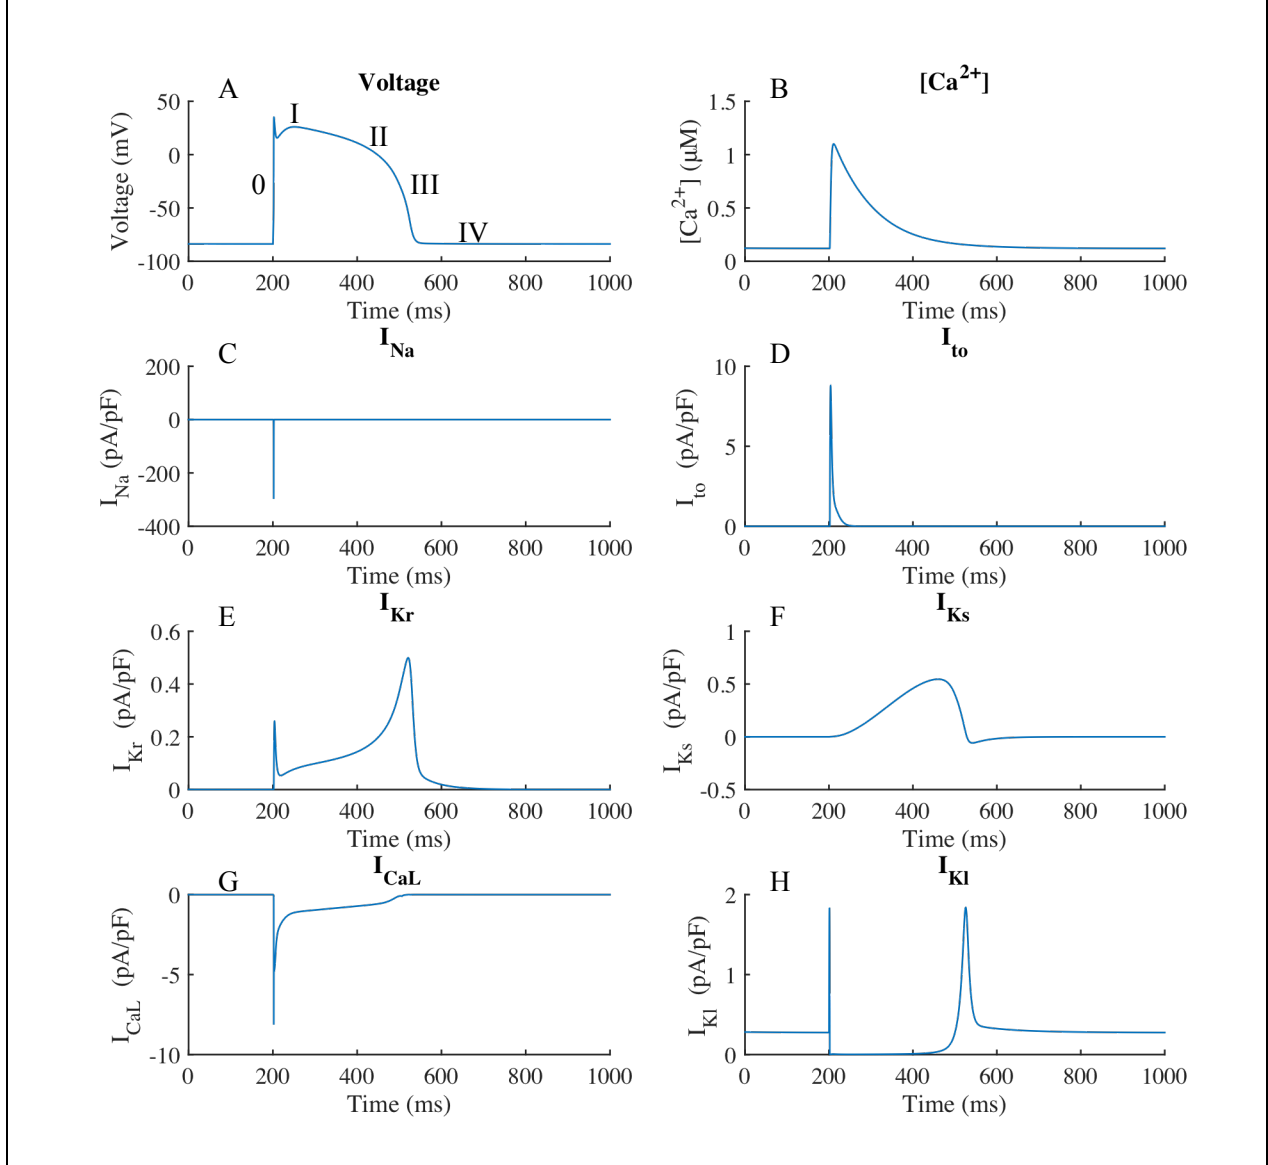 A Voltage
50
0
-50
-100
Voltage (mV)
I
II
0
III
IV
0 200 400 600 800 1000
Time (ms)
B [Ca2+]
1.5
1
0.5
0
[Ca2+] (μM)
0 200 400 600 800 1000
Time (ms)
C INa
200
0
-200
-400
INa (pA/pF)
0 200 400 600 800 1000
Time (ms)
D Ito
10
5
0
Ito (pA/pF)
0 200 400 600 800 1000
Time (ms)
E IKr
0.6
0.4
0.2
0
IKr (pA/pF)
0 200 400 600 800 1000
Time (ms)
F IKs
1
0.5
0
-0.5
IKs (pA/pF)
0 200 400 600 800 1000
Time (ms)
G ICaL
0
-5
-10
ICaL (pA/pF)
0 200 400 600 800 1000
Time (ms)
H IKl
2
1
0
IKl (pA/pF)
0 200 400 600 800 1000
Time (ms)